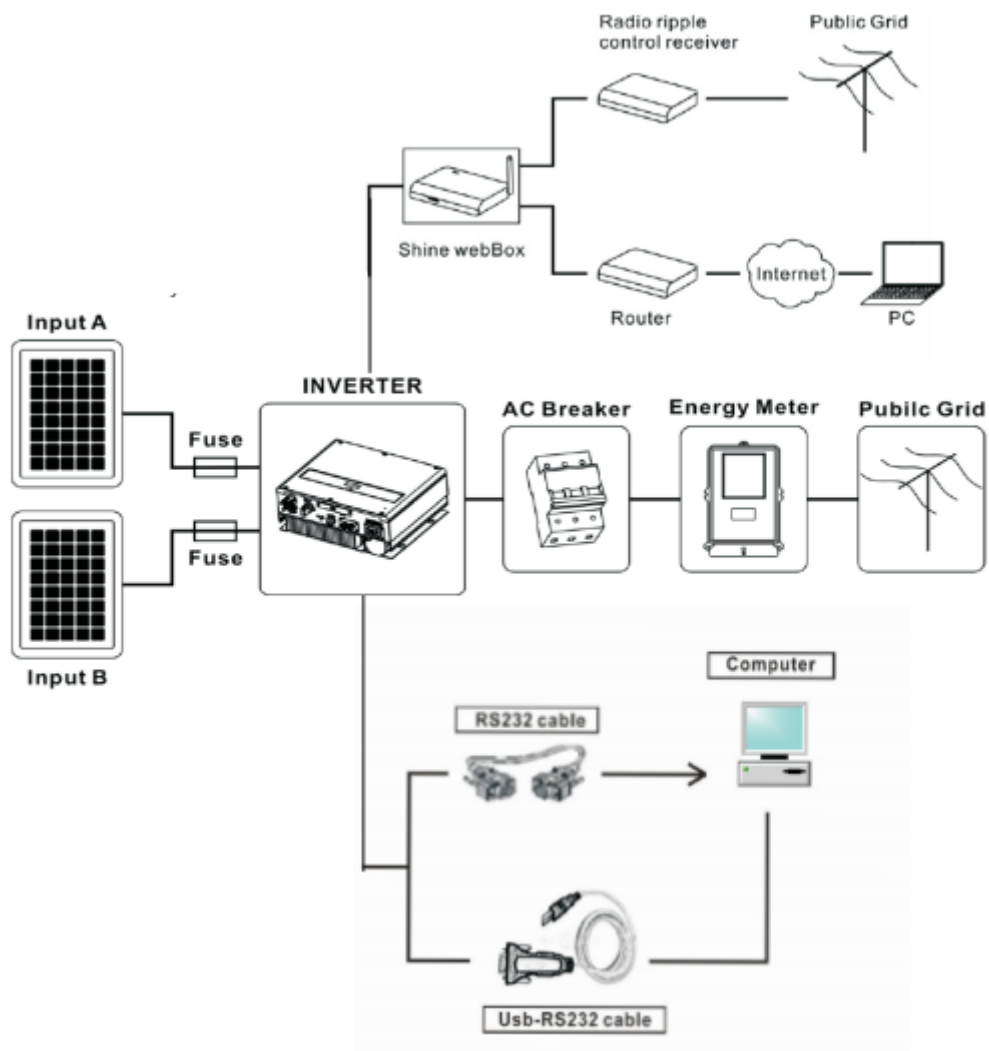 Radio ripple
control receiver
Public Grid
Shine webBox
Internet
Router
PC
Input A
INVERTER
AC Breaker
Energy Meter
Pubilc Grid
Fuse
Fuse
Input B
Computer
RS232 cable
Usb-RS232 cable